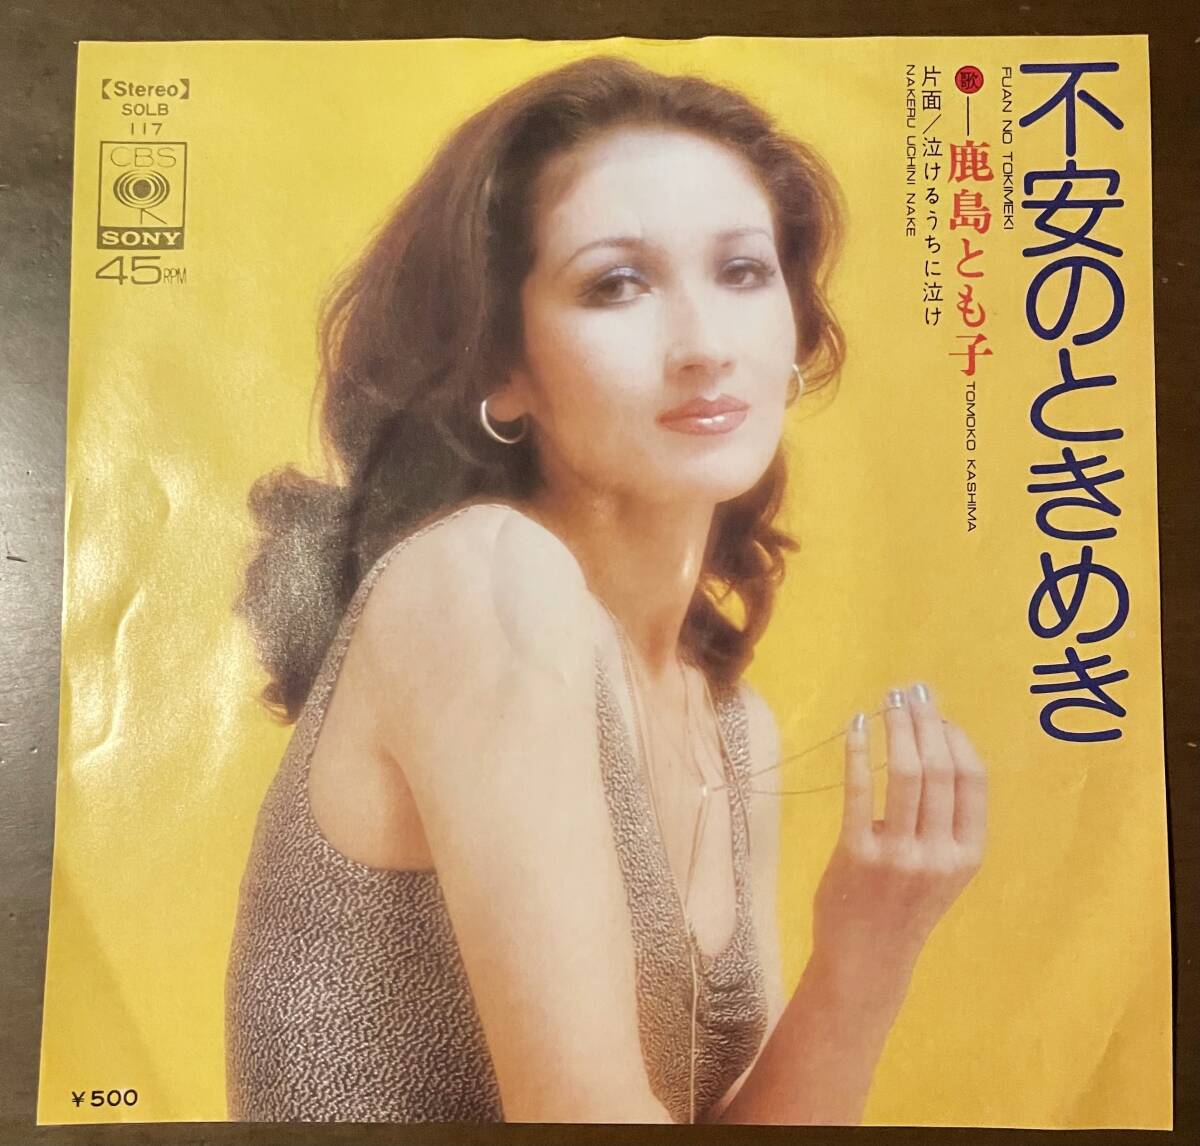 不安のときめき
FUAN NO TOKIMEKI
歌—鹿島とも子
TOMOKO KASHIMA
片面/泣けるうちに泣け
NAKERU UCHINI NAKE
【Stereo】
SOLB
117
CBS
SONY
45RPM
¥500